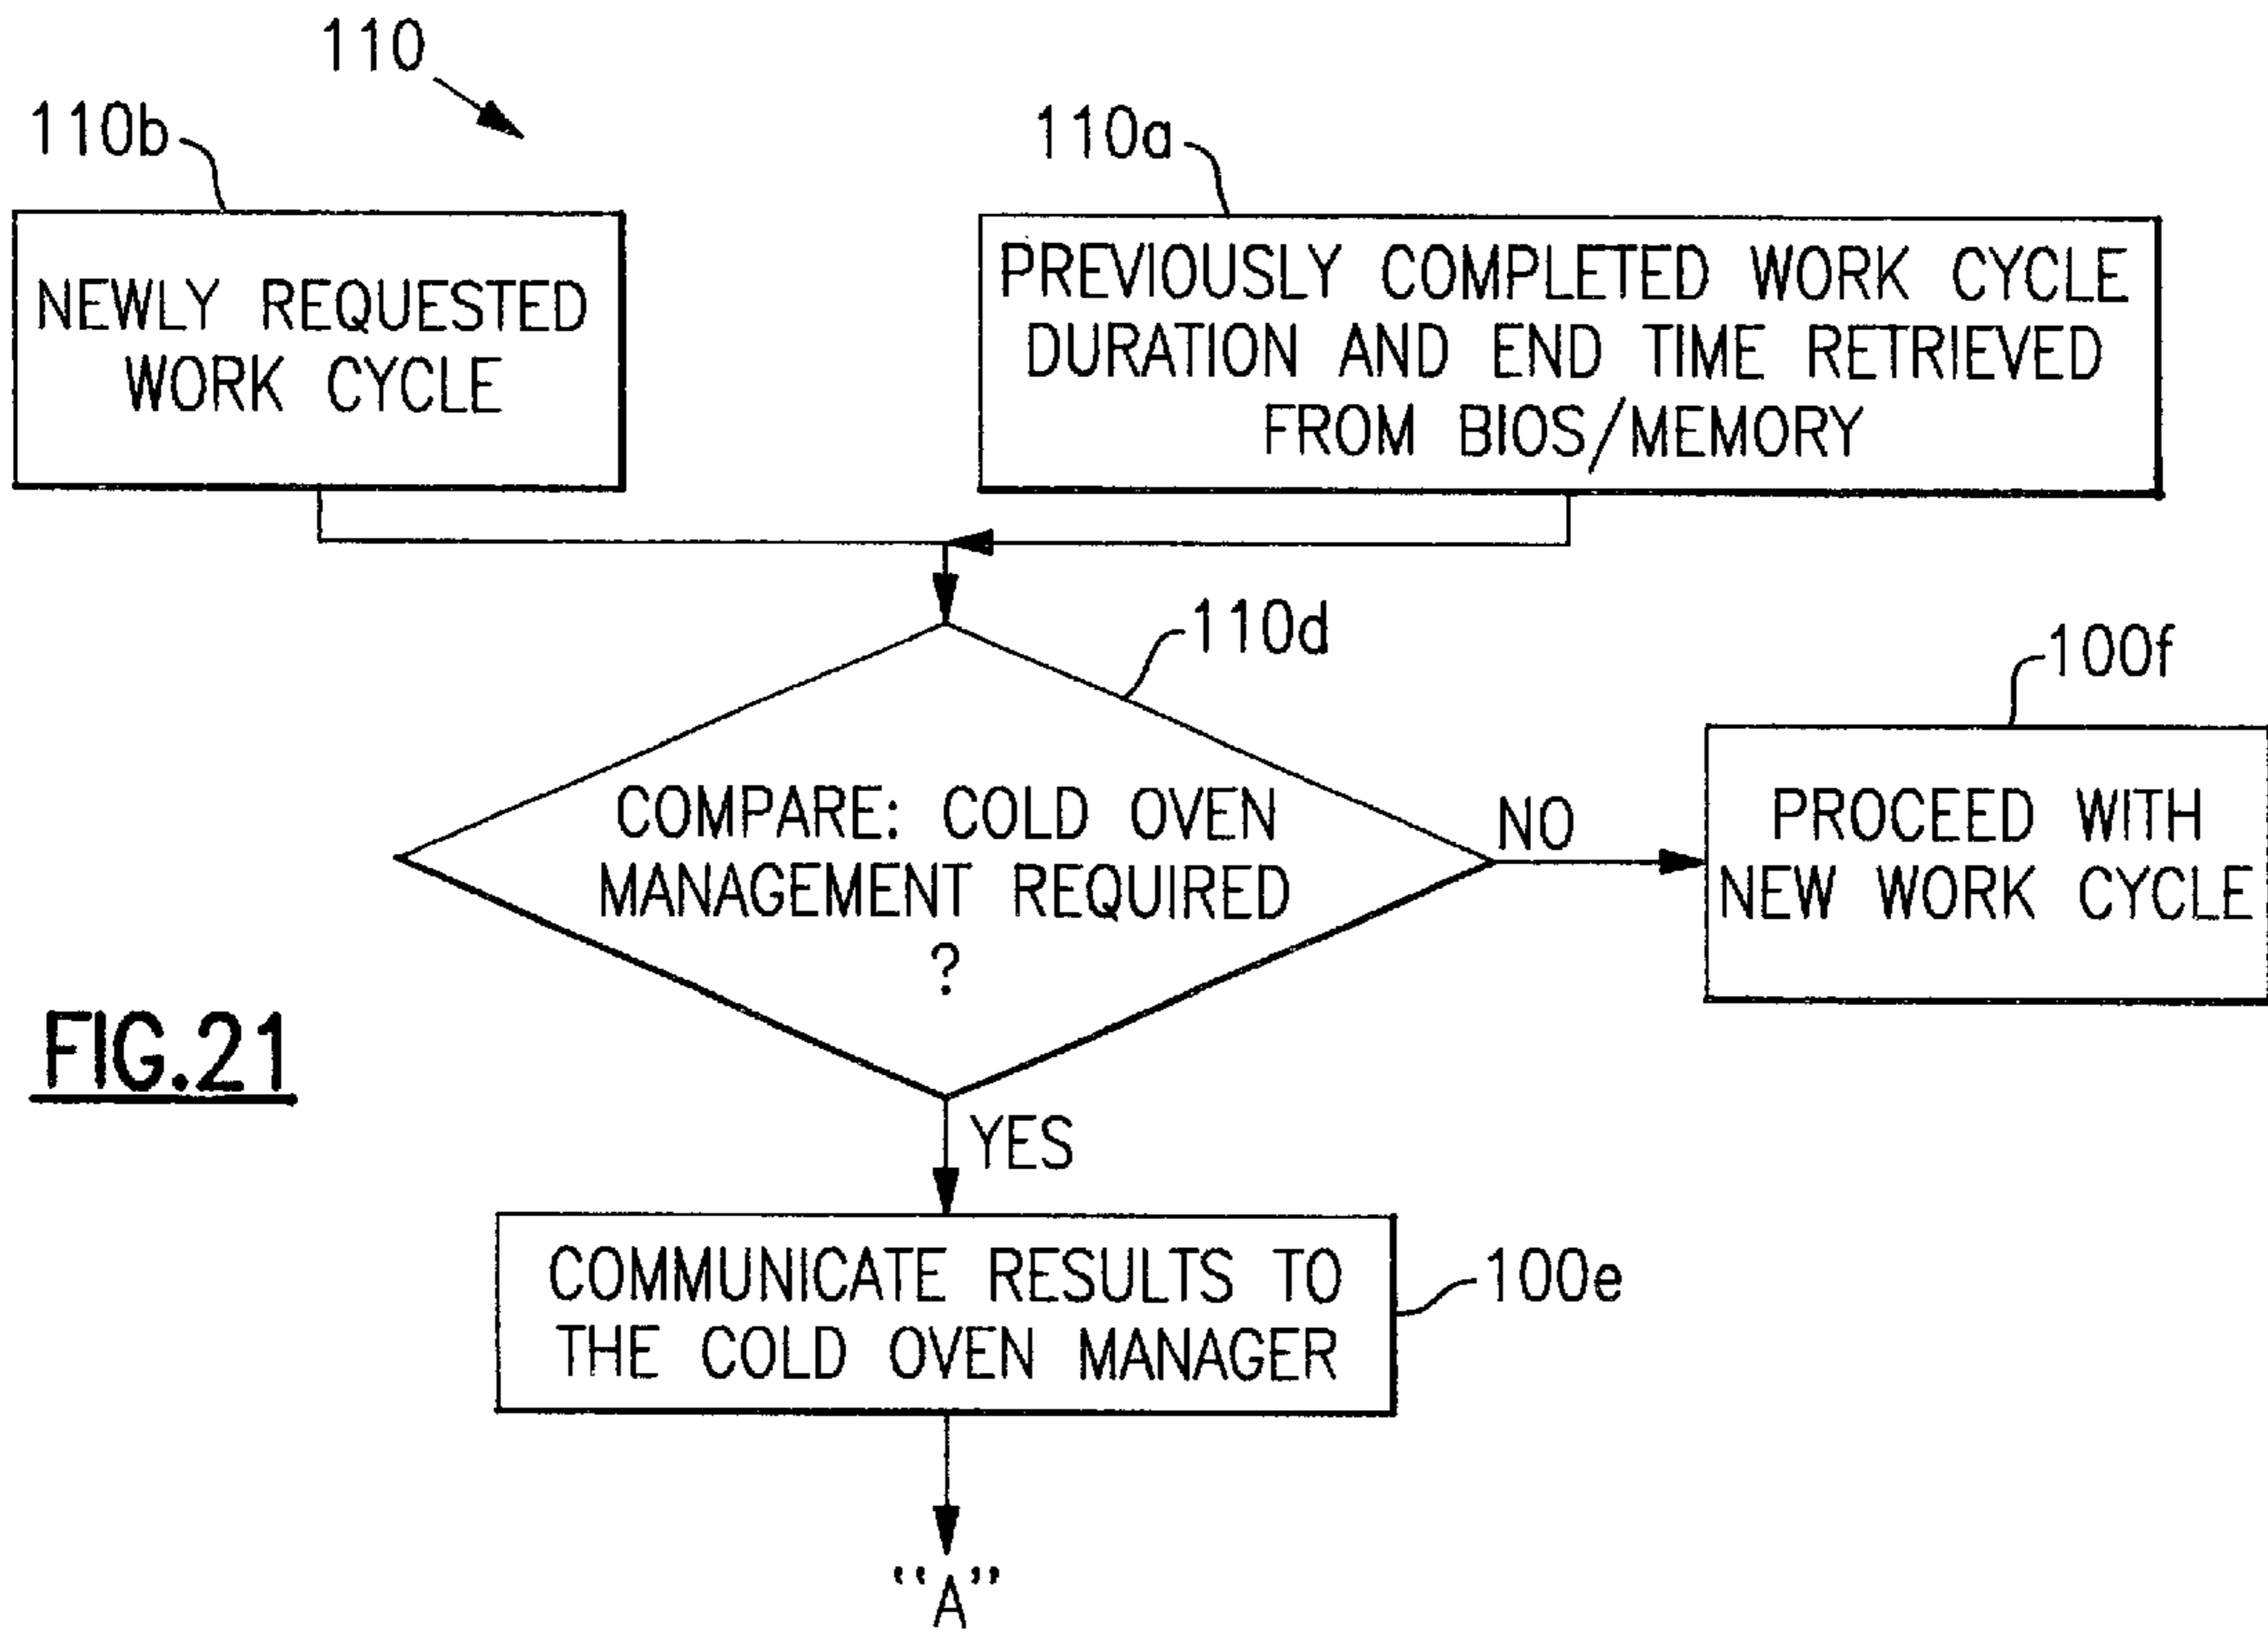 110
110b
110a
NEWLY REQUESTED
WORK CYCLE
PREVIOUSLY COMPLETED WORK CYCLE
DURATION AND END TIME RETRIEVED
FROM BIOS/MEMORY
110d
100f
COMPARE: COLD OVEN
MANAGEMENT REQUIRED
?
NO
PROCEED WITH
NEW WORK CYCLE
FIG.21
YES
COMMUNICATE RESULTS TO
THE COLD OVEN MANAGER
100e
"A"